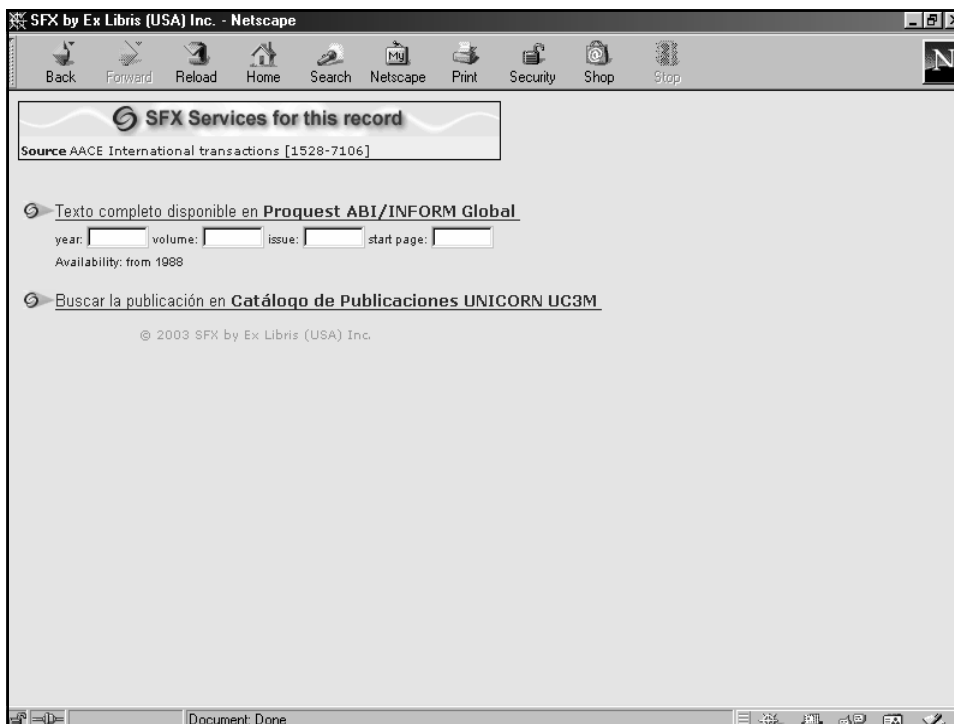 SFX by Ex Libris (USA) Inc. - Netscape
Back Forward Reload Home Search My Netscape Print Security Shop Stop
N
SFX Services for this record
Source AACE International transactions [1528-7106]
Texto completo disponible en Proquest ABI/INFORM Global
year: volume: issue: start page:
Availability: from 1988
Buscar la publicación en Catálogo de Publicaciones UNICORN UC3M
© 2003 SFX by Ex Libris (USA) Inc.
Document: Done